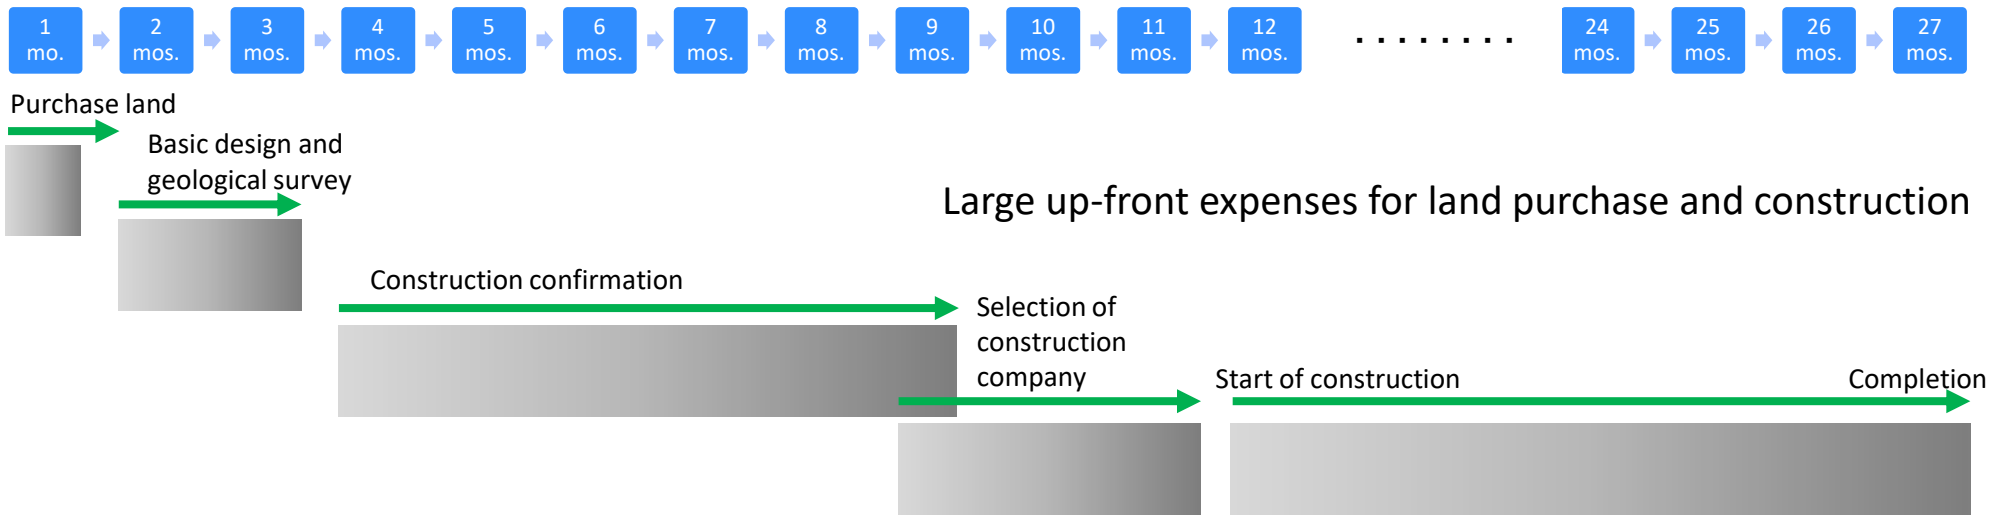 1
mo.
2
mos.
3
mos.
4
mos.
5
mos.
6
mos.
7
mos.
8
mos.
9
mos.
10
mos.
11
mos.
12
mos.
........
24
mos.
25
mos.
26
mos.
27
mos.
Purchase land
Basic design and
geological survey
Large up-front expenses for land purchase and construction
Construction confirmation
Selection of
construction
company
Start of construction
Completion